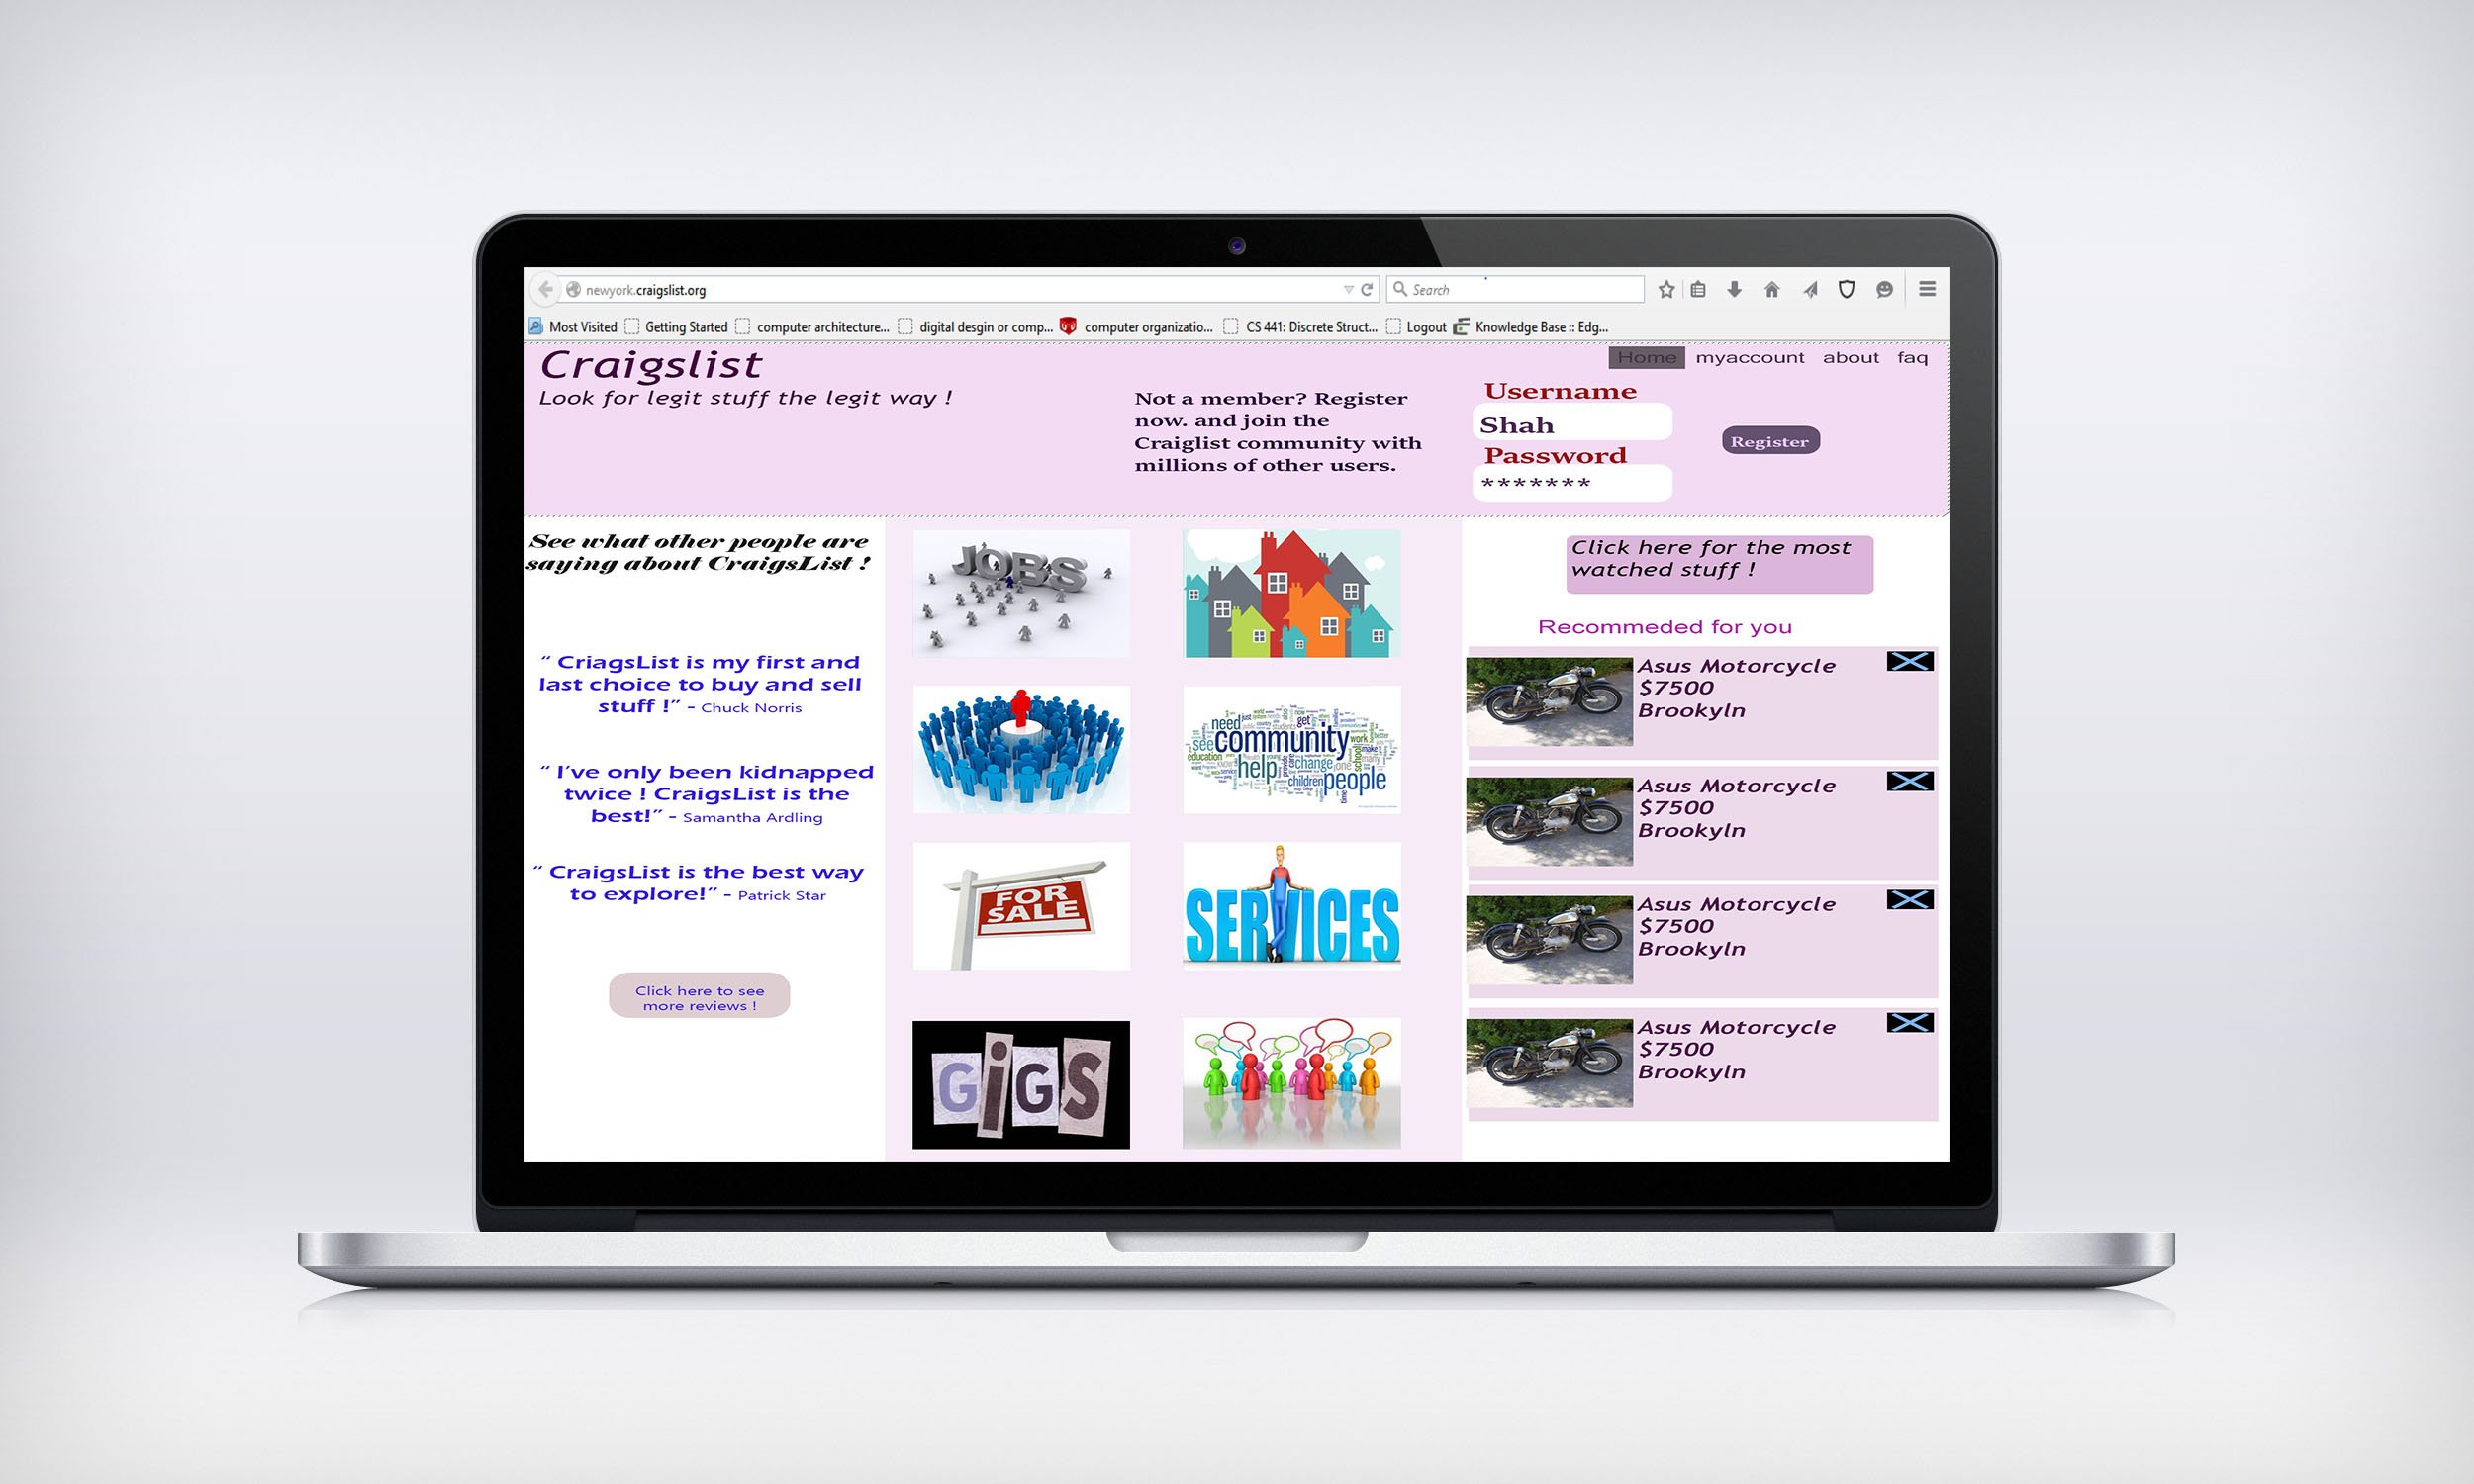 newyork.craigslist.org
Search
Most Visited
Getting Started
computer architecture...
digital desgin or comp...
computer organizatio...
CS 441: Discrete Struct...
Logout
Knowledge Base :: Edg...
Craigslist
Look for legit stuff the legit way !
Home myaccount about faq
Not a member? Register
now. and join the
Craiglist community with
millions of other users.
Username
Shah
Password
*******
Register
See what other people are
saying about CraigsList !
“ CriagsList is my first and
last choice to buy and sell
stuff !” - Chuck Norris
“ I've only been kidnapped
twice ! CraigsList is the
best!” - Samantha Ardling
“ CraigsList is the best way
to explore!” - Patrick Star
Click here to see
more reviews !
JOBS
need just get
see community work
education
help change one
children people
school
make
many
time
FOR
SALE
SERVICES
GiGS
Click here for the most
watched stuff !
Recommeded for you
Asus Motorcycle
$7500
Brookyln
Asus Motorcycle
$7500
Brookyln
Asus Motorcycle
$7500
Brookyln
Asus Motorcycle
$7500
Brookyln